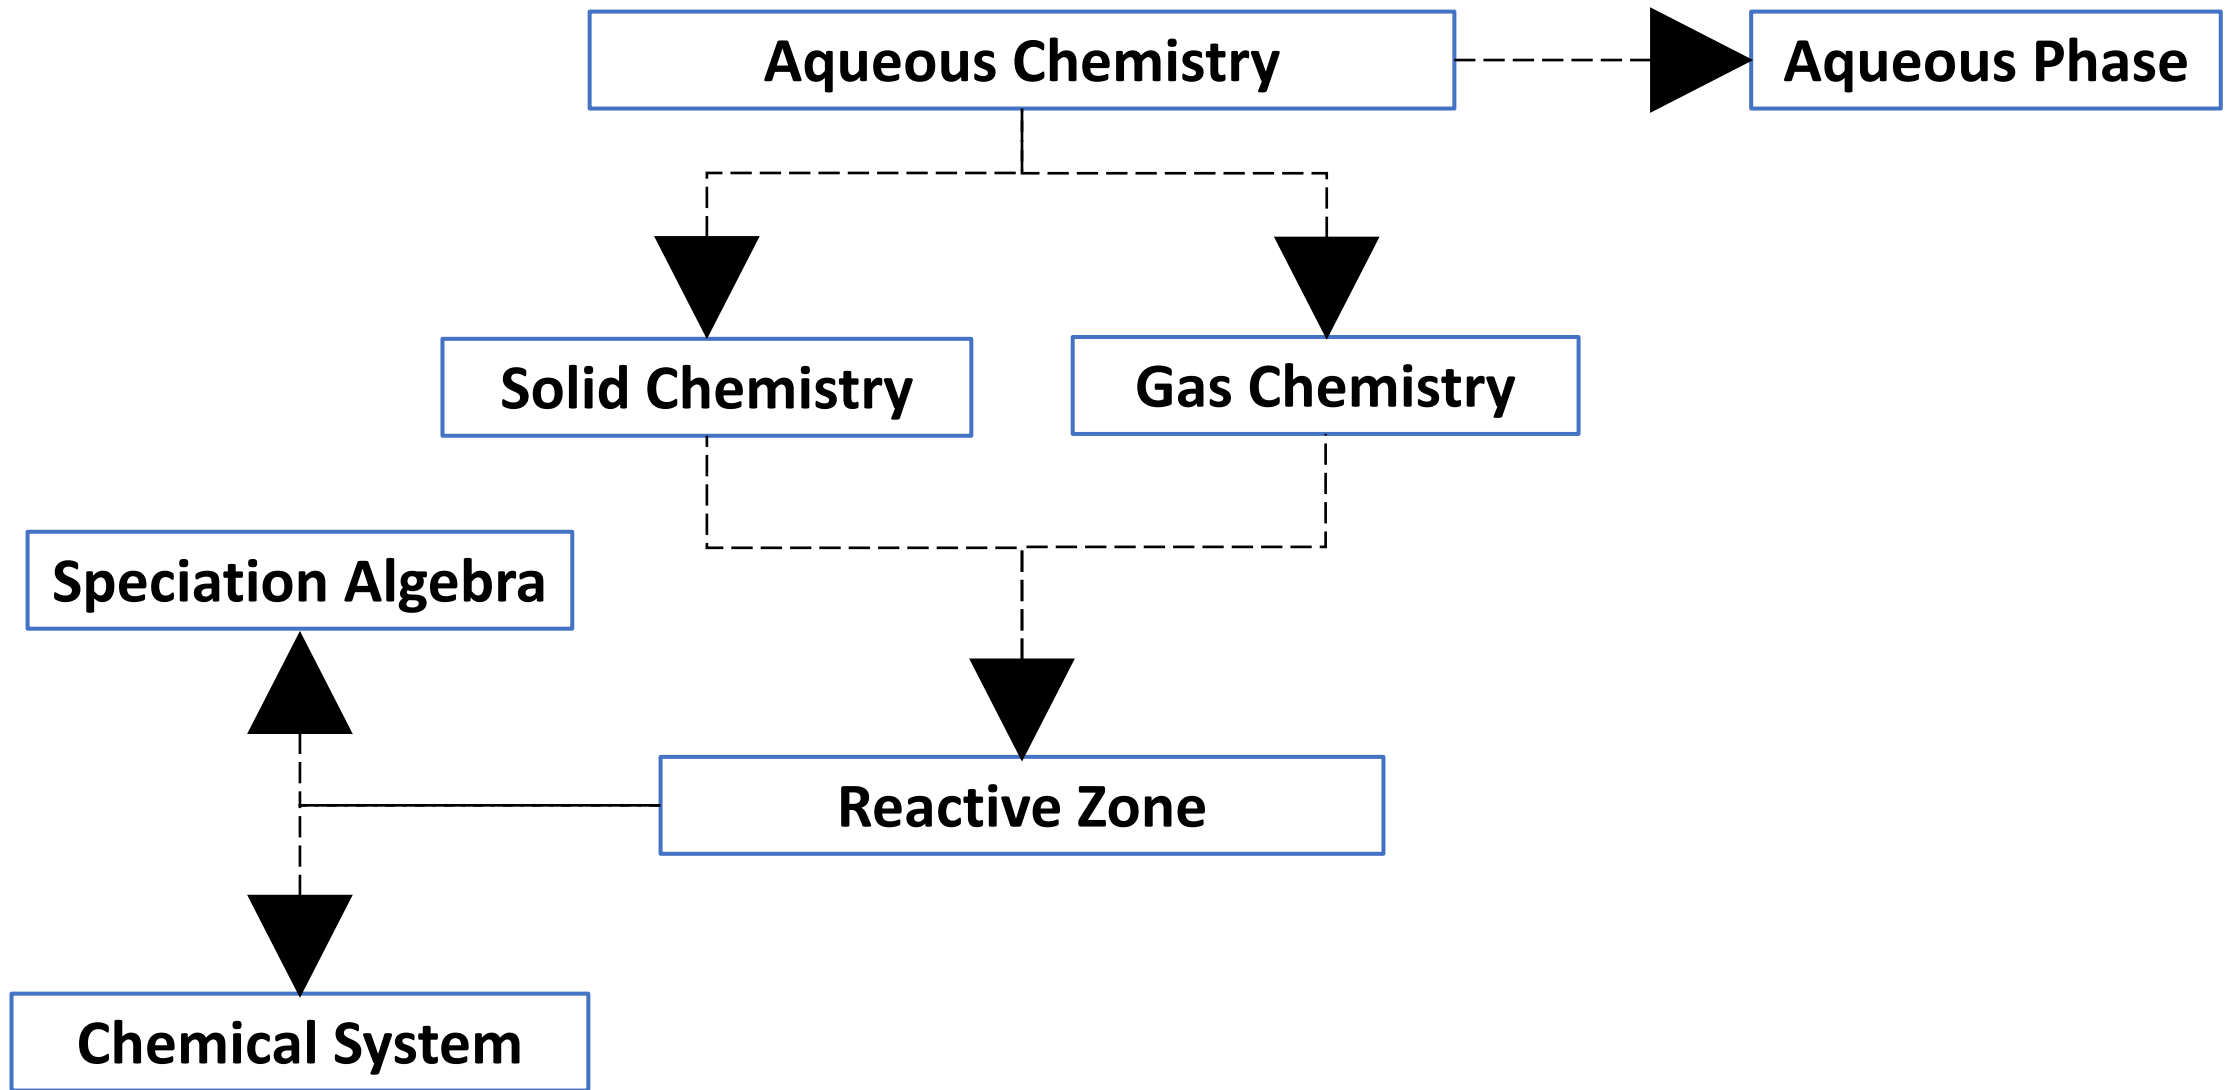 Aqueous Chemistry
Aqueous Phase
Solid Chemistry
Gas Chemistry
Speciation Algebra
Reactive Zone
Chemical System